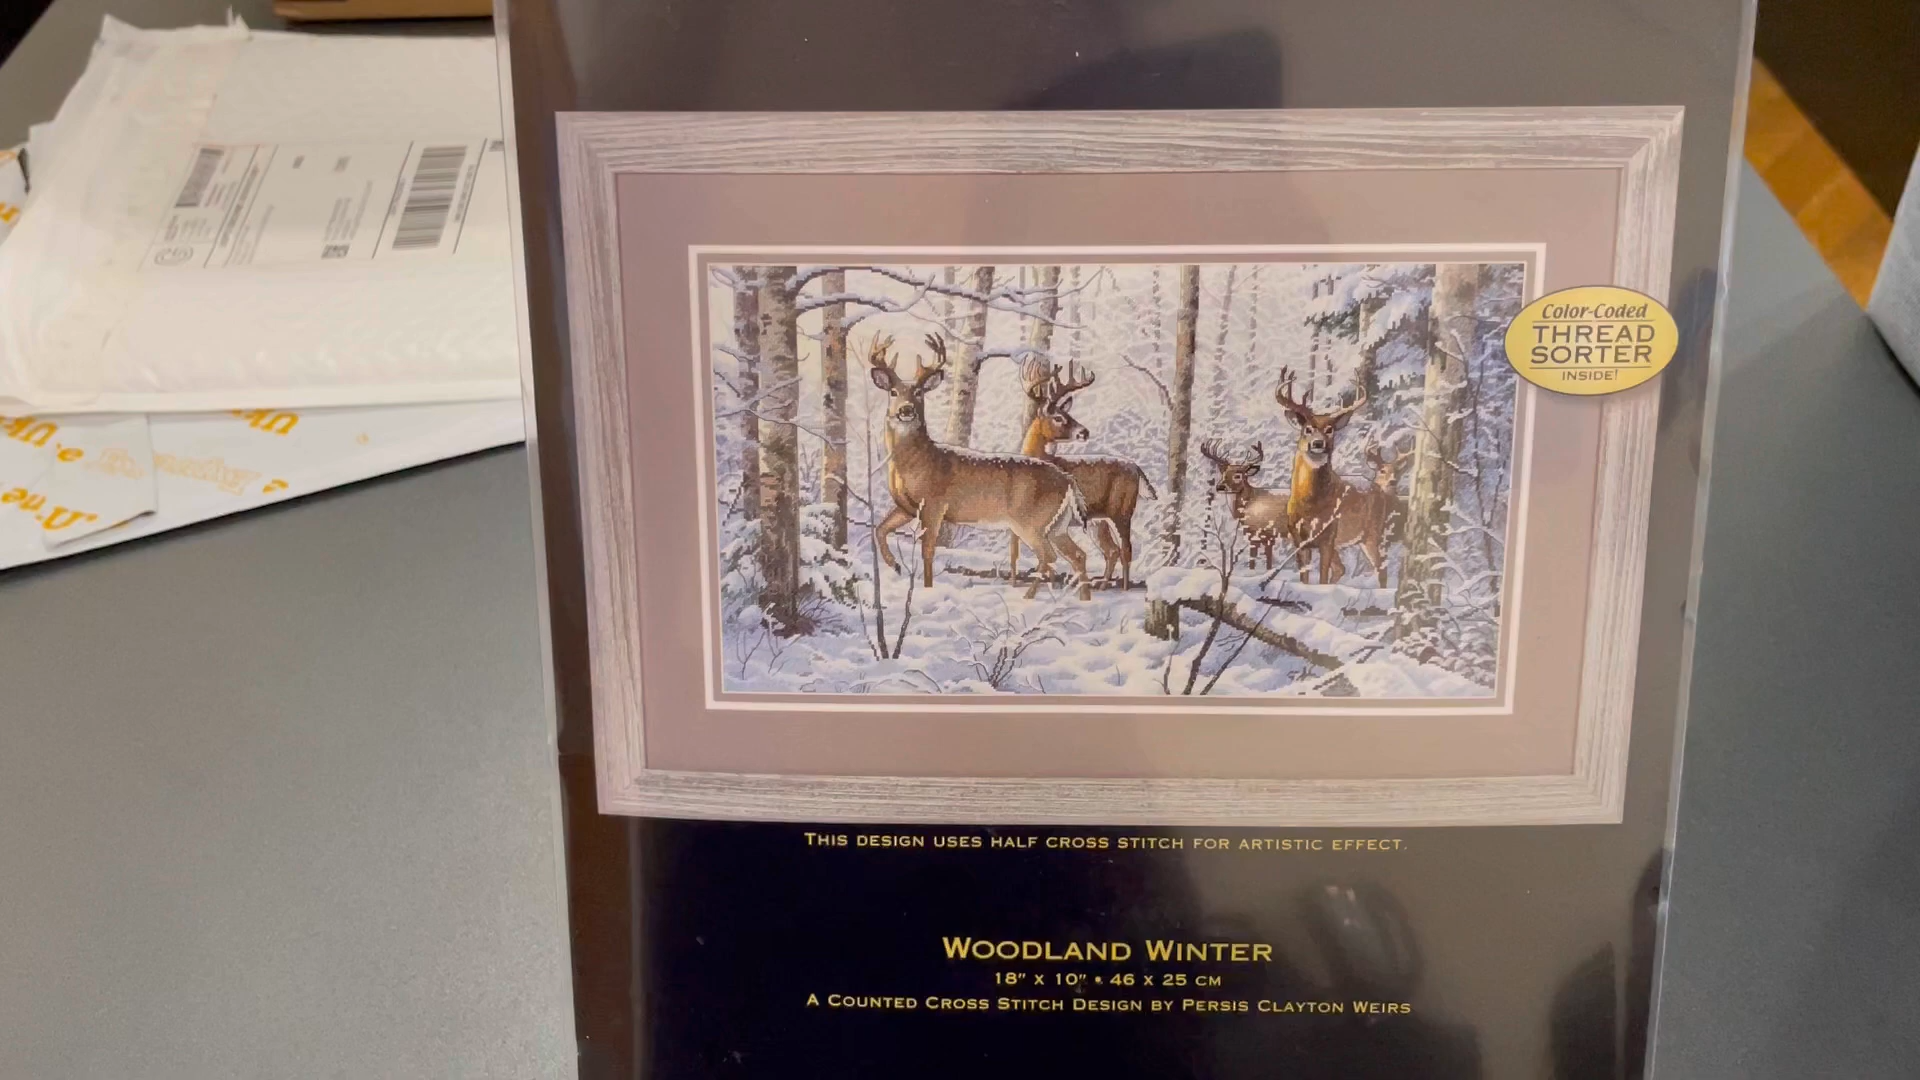 Color-Coded
THREAD
SORTER
INSIDE!
THIS DESIGN USES HALF CROSS STITCH FOR ARTISTIC EFFECT.
WOODLAND WINTER
18" X 10" • 46 X 25 CM
A COUNTED CROSS STITCH DESIGN BY PERSIS CLAYTON WEIRS